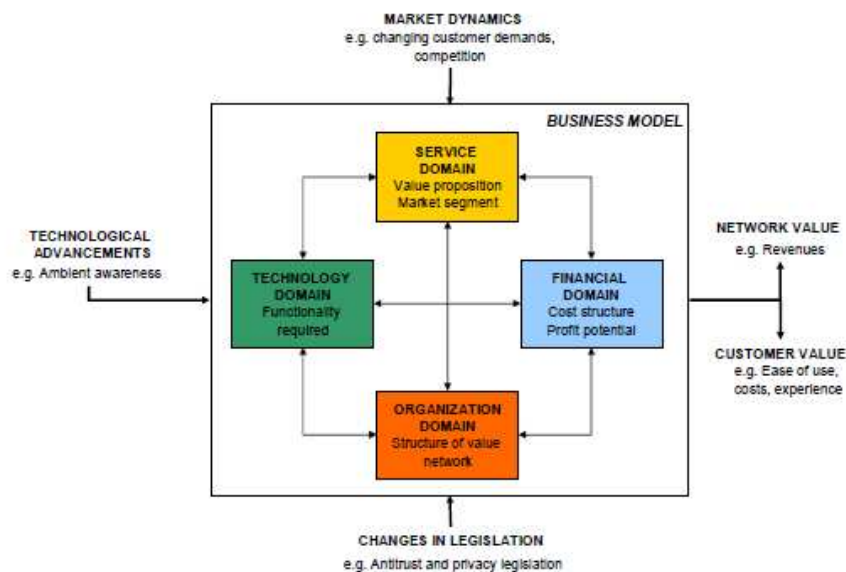 MARKET DYNAMICS
e.g. changing customer demands,
competition
BUSINESS MODEL
SERVICE
DOMAIN
Value proposition
Market segment
TECHNOLOGICAL
ADVANCEMENTS
e.g. Ambient awareness
TECHNOLOGY
DOMAIN
Functionality
required
FINANCIAL
DOMAIN
Cost structure
Profit potential
NETWORK VALUE
e.g. Revenues
CUSTOMER VALUE
e.g. Ease of use,
costs, experience
ORGANIZATION
DOMAIN
Structure of value
network
CHANGES IN LEGISLATION
e.g. Antitrust and privacy legislation